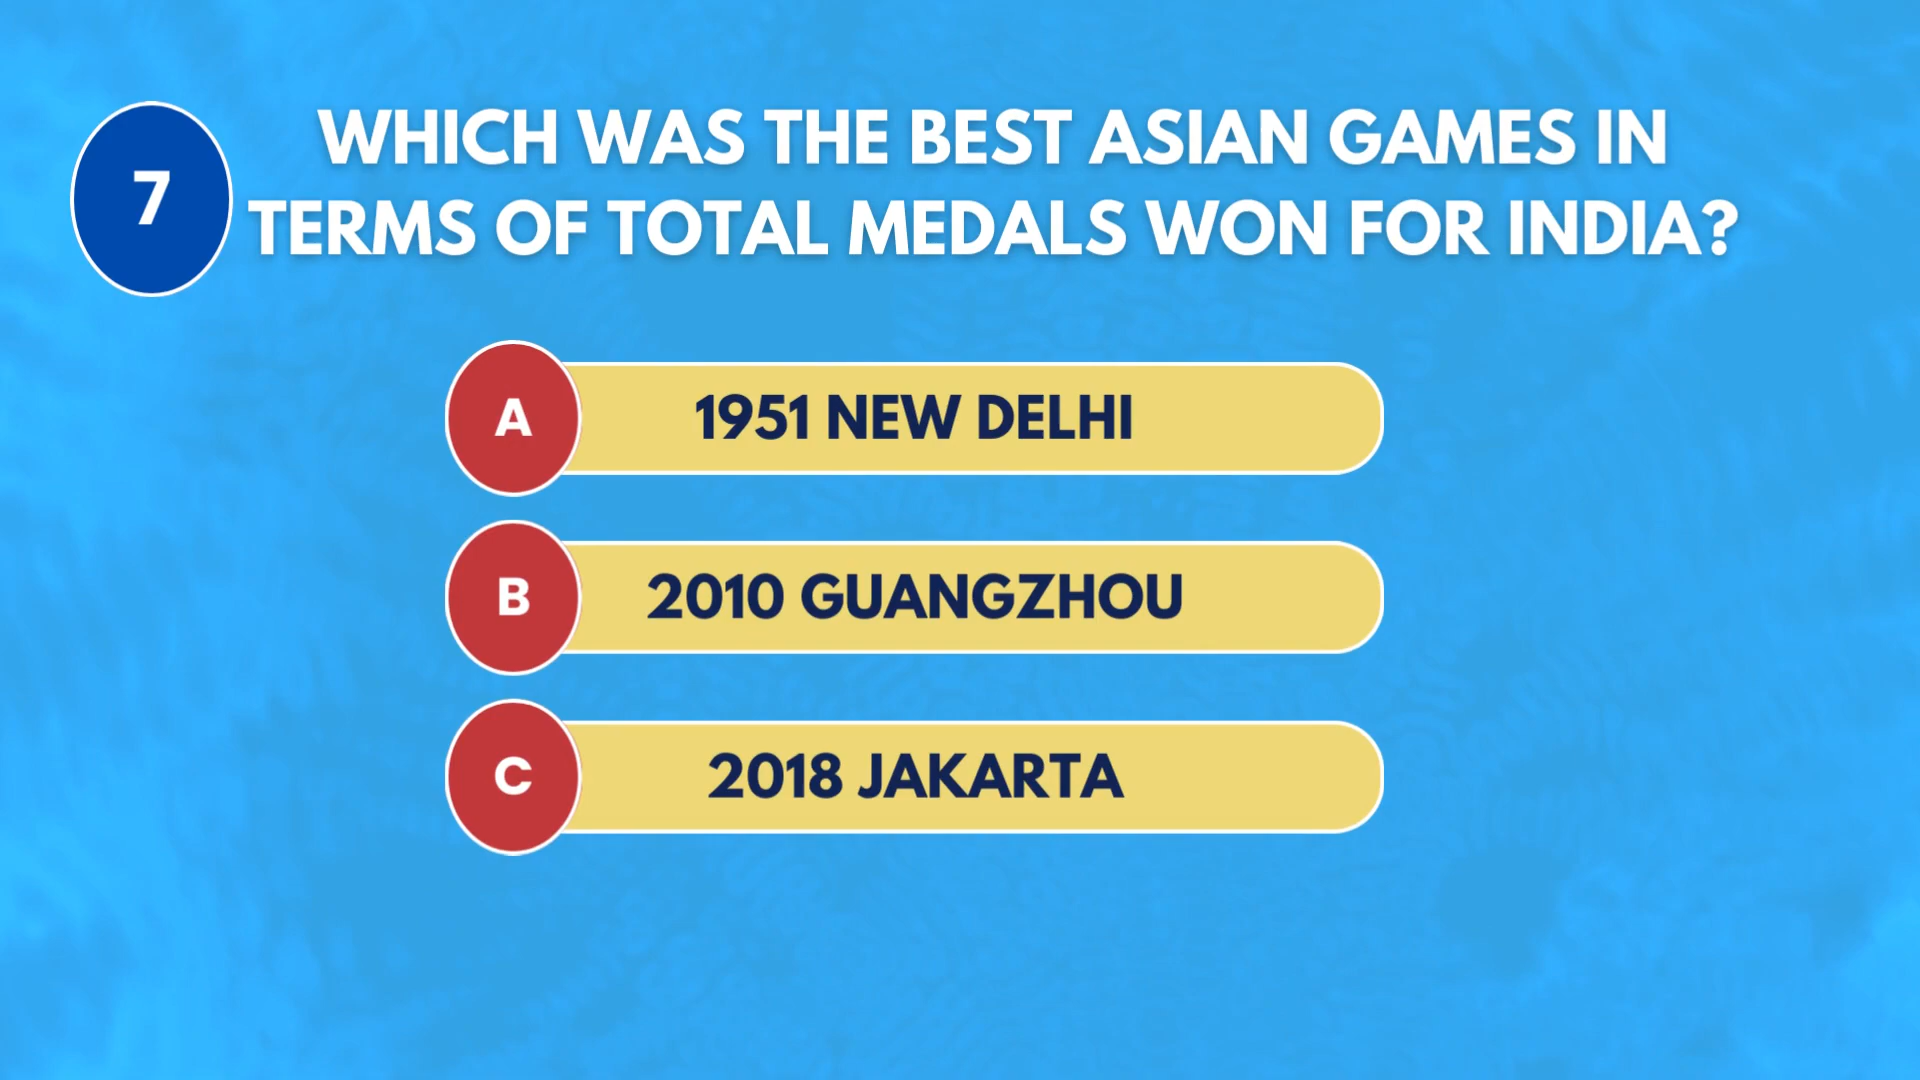 7
WHICH WAS THE BEST ASIAN GAMES IN
TERMS OF TOTAL MEDALS WON FOR INDIA?
A
1951 NEW DELHI
B
2010 GUANGZHOU
C
2018 JAKARTA